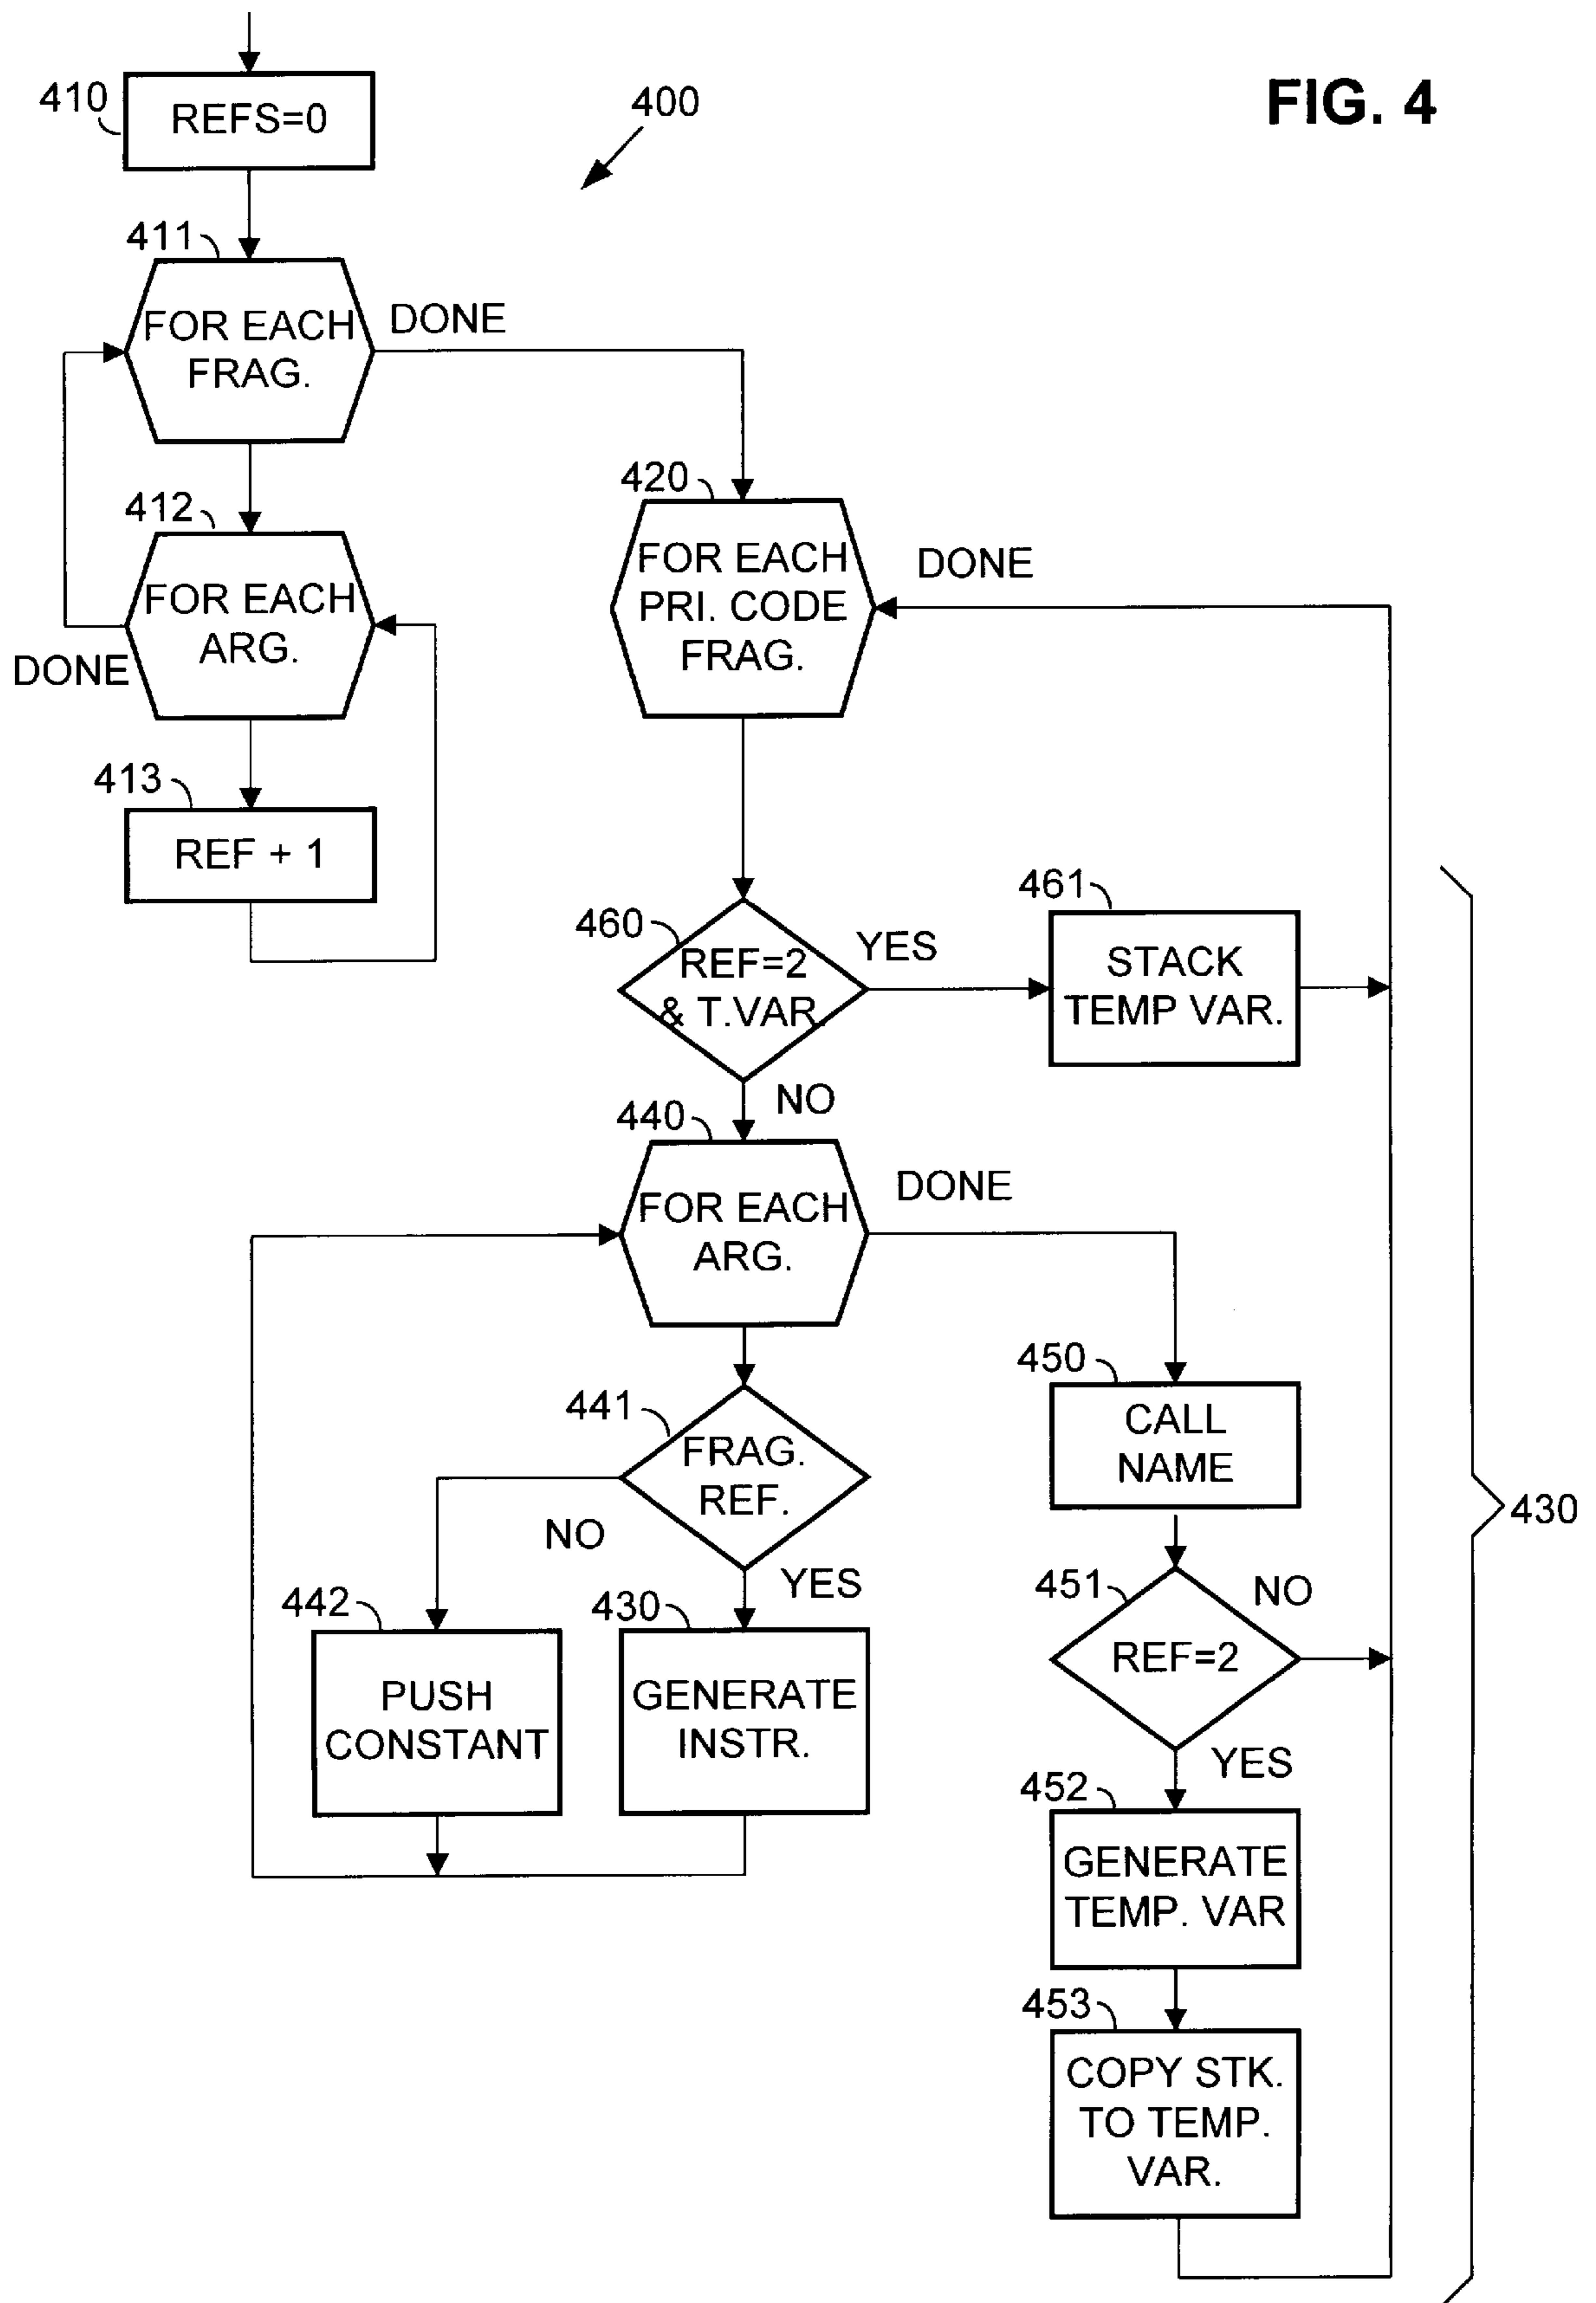 FIG. 4
400
410
REFS=0
411
FOR EACH
FRAG.
DONE
412
FOR EACH
ARG.
DONE
413
REF + 1
420
FOR EACH
PRI. CODE
FRAG.
DONE
460
REF=2
& T.VAR.
YES
NO
461
STACK
TEMP VAR.
440
FOR EACH
ARG.
DONE
441
FRAG.
REF.
NO
YES
442
PUSH
CONSTANT
430
GENERATE
INSTR.
450
CALL
NAME
451
REF=2
NO
YES
452
GENERATE
TEMP. VAR
453
COPY STK.
TO TEMP.
VAR.
430